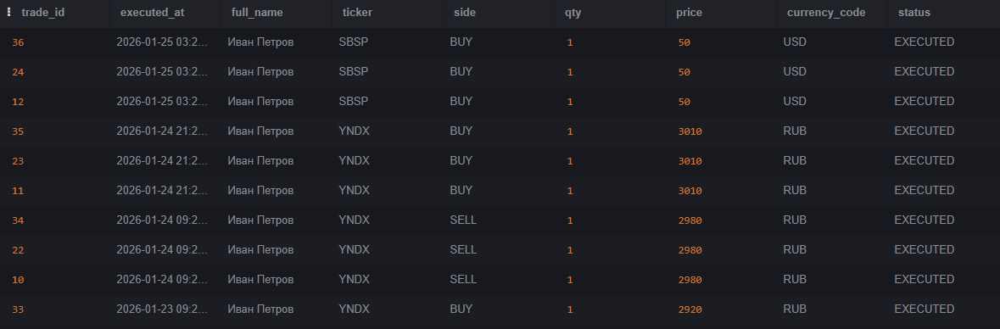 trade_id executed_at full_name ticker side qty price currency_code status
36 2026-01-25 03:2... Иван Петров SBSP BUY 1 50 USD EXECUTED
24 2026-01-25 03:2... Иван Петров SBSP BUY 1 50 USD EXECUTED
12 2026-01-25 03:2... Иван Петров SBSP BUY 1 50 USD EXECUTED
35 2026-01-24 21:2... Иван Петров YNDX BUY 1 3010 RUB EXECUTED
23 2026-01-24 21:2... Иван Петров YNDX BUY 1 3010 RUB EXECUTED
11 2026-01-24 21:2... Иван Петров YNDX BUY 1 3010 RUB EXECUTED
34 2026-01-24 09:2... Иван Петров YNDX SELL 1 2980 RUB EXECUTED
22 2026-01-24 09:2... Иван Петров YNDX SELL 1 2980 RUB EXECUTED
10 2026-01-24 09:2... Иван Петров YNDX SELL 1 2980 RUB EXECUTED
33 2026-01-23 09:2... Иван Петров YNDX BUY 1 2920 RUB EXECUTED